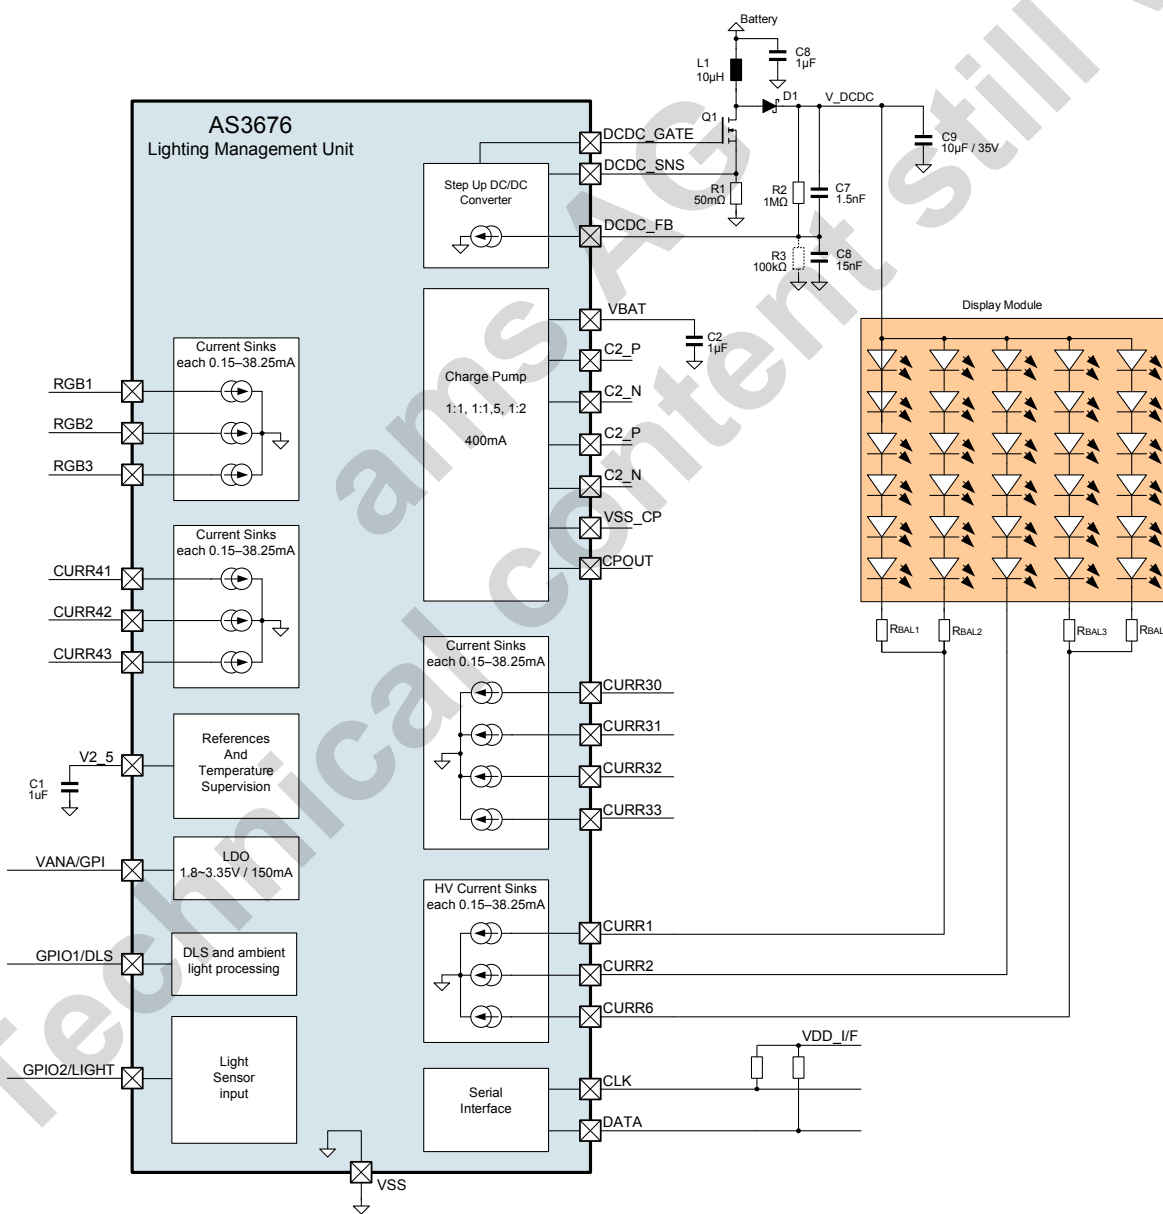 Battery
C8
1µF
L1
10µH
D1
V_DCDC
Q1
C9
10µF / 35V
AS3676
Lighting Management Unit
DCDC_GATE
DCDC_SNS
Step Up DC/DC
Converter
R1
50mΩ
R2
1MΩ
C7
1.5nF
DCDC_FB
R3
100kΩ
C8
15nF
Display Module
VBAT
C2
1µF
C2_P
Charge Pump
1:1, 1:1,5, 1:2
400mA
C2_N
C2_P
C2_N
VSS_CP
CPOUT
Current Sinks
each 0.15–38.25mA
RGB1
RGB2
RGB3
Current Sinks
each 0.15–38.25mA
CURR41
CURR42
CURR43
RBAL1
RBAL2
RBAL3
RBAL
Current Sinks
each 0.15–38.25mA
CURR30
CURR31
CURR32
CURR33
V2_5
C1
1uF
References
And
Temperature
Supervision
VANA/GPI
LDO
1.8~3.35V / 150mA
HV Current Sinks
each 0.15–38.25mA
CURR1
CURR2
CURR6
GPIO1/DLS
DLS and ambient
light processing
VDD_I/F
GPIO2/LIGHT
Light
Sensor
input
Serial
Interface
CLK
DATA
VSS
ams AG
Technical content still